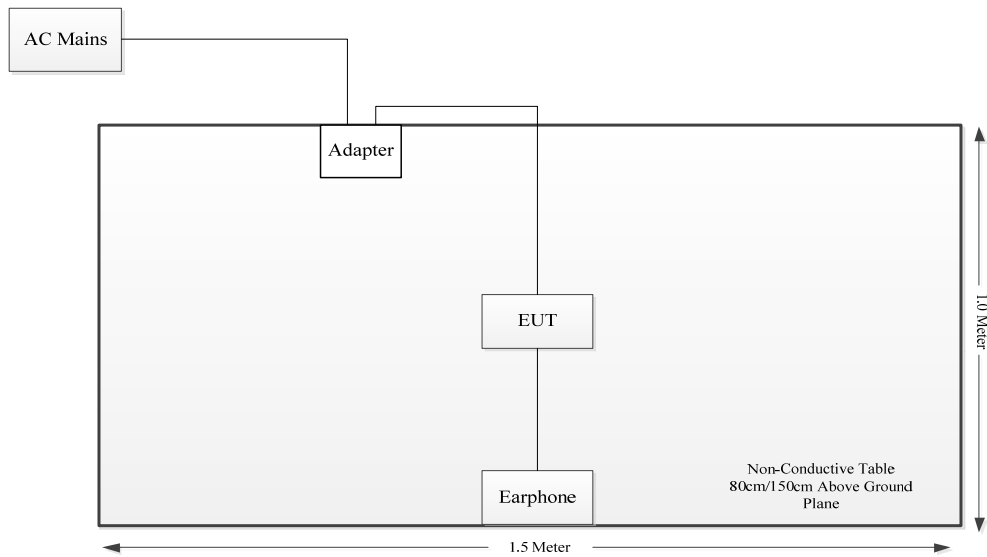 AC Mains
Adapter
EUT
1.0 Meter
Non-Conductive Table
80cm/150cm Above Ground
Plane
Earphone
1.5 Meter